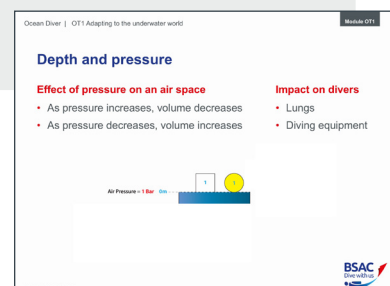 Ocean Diver | OT1 Adapting to the underwater world
Module OT1
Depth and pressure
Effect of pressure on an air space
• As pressure increases, volume decreases
• As pressure decreases, volume increases
Impact on divers
• Lungs
• Diving equipment
1
1
Air Pressure = 1 Bar 0m
BSAC
Dive with us